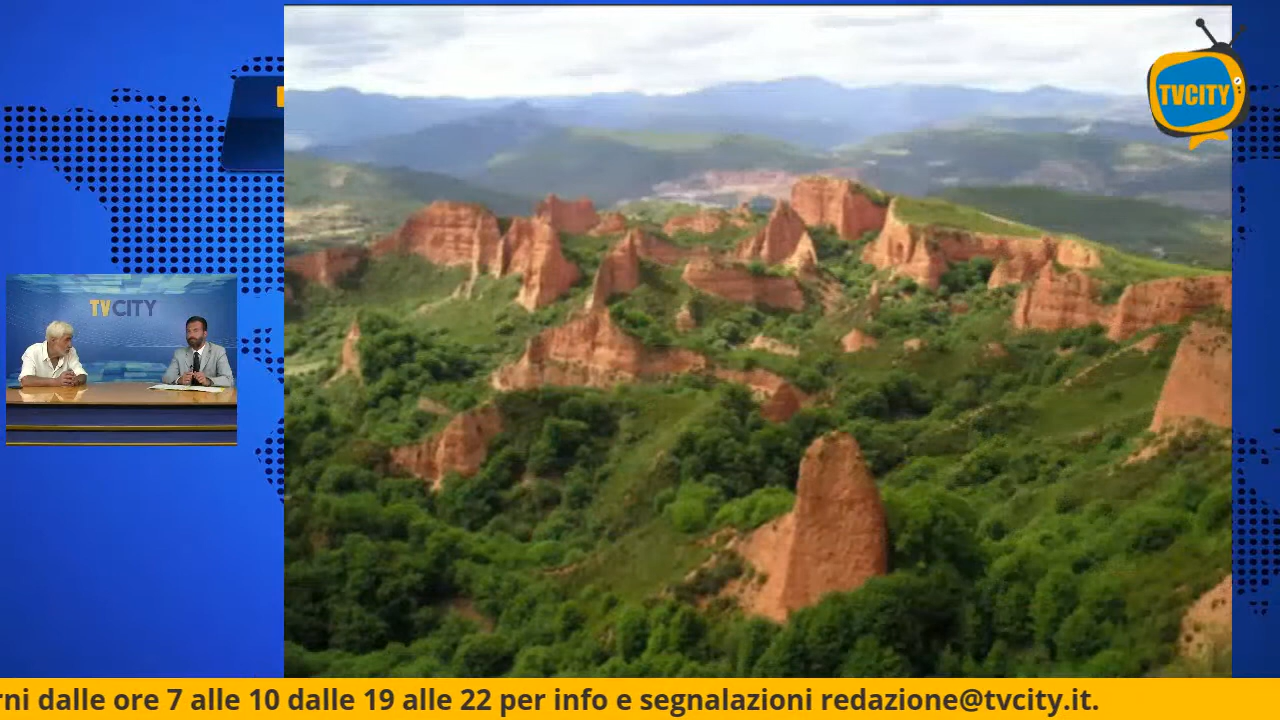 TVCITY
TVCITY
rni dalle ore 7 alle 10 dalle 19 alle 22 per info e segnalazioni redazione@tvcity.it.